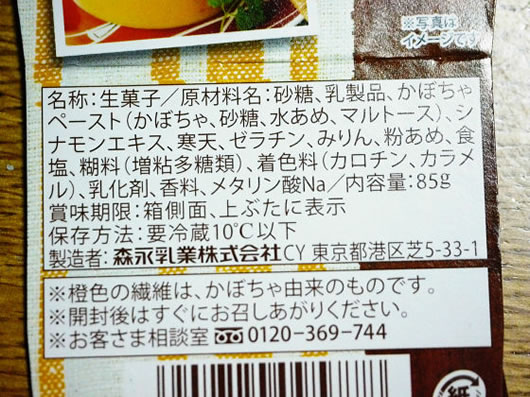 ※写真は
イメージです
名称:生菓子/原材料名:砂糖、乳製品、かぼちゃ
ペースト(かぼちゃ、砂糖、水あめ、マルトース)、シ
ナモンエキス、寒天、ゼラチン、みりん、粉あめ、食
塩、糊料(増粘多糖類)、着色料(カロチン、カラメ
ル)、乳化剤、香料、メタリン酸Na/内容量:85g
賞味期限:箱側面、上ぶたに表示
保存方法:要冷蔵10℃以下
製造者:森永乳業株式会社CY 東京都港区芝5-33-1
※橙色の繊維は、かぼちゃ由来のものです。
※開封後はすぐにお召しあがりください。
※お客さま相談室 0120-369-744
紙